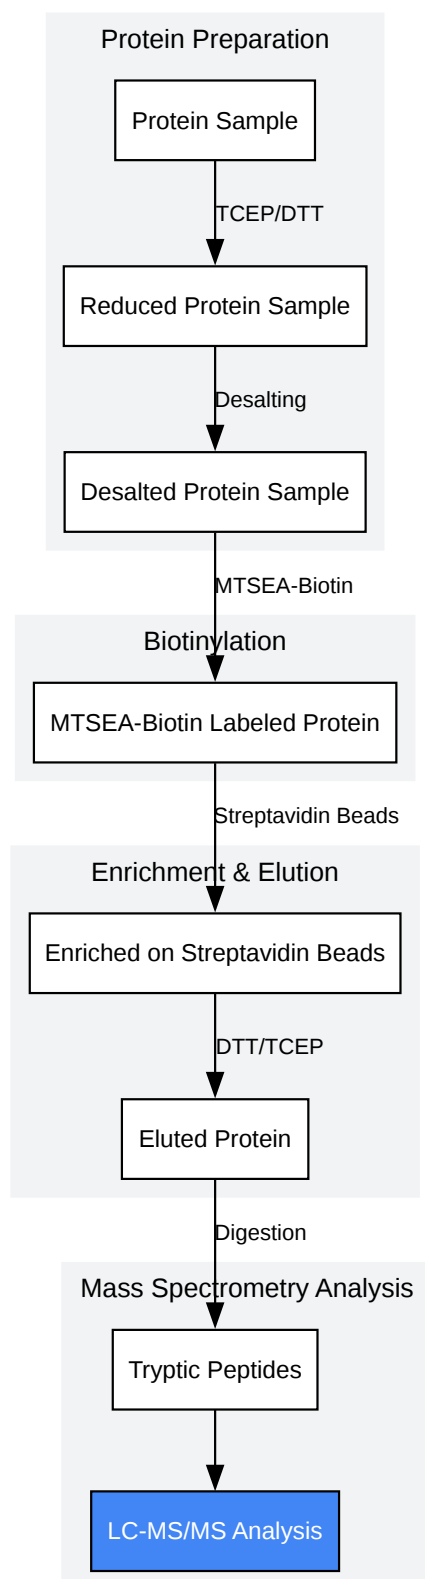 Protein Preparation
Protein Sample
TCEP/DTT
Reduced Protein Sample
Desalting
Desalted Protein Sample
MTSEA-Biotin
Biotinylation
MTSEA-Biotin Labeled Protein
Streptavidin Beads
Enrichment & Elution
Enriched on Streptavidin Beads
DTT/TCEP
Eluted Protein
Digestion
Mass Spectrometry Analysis
Tryptic Peptides
LC-MS/MS Analysis